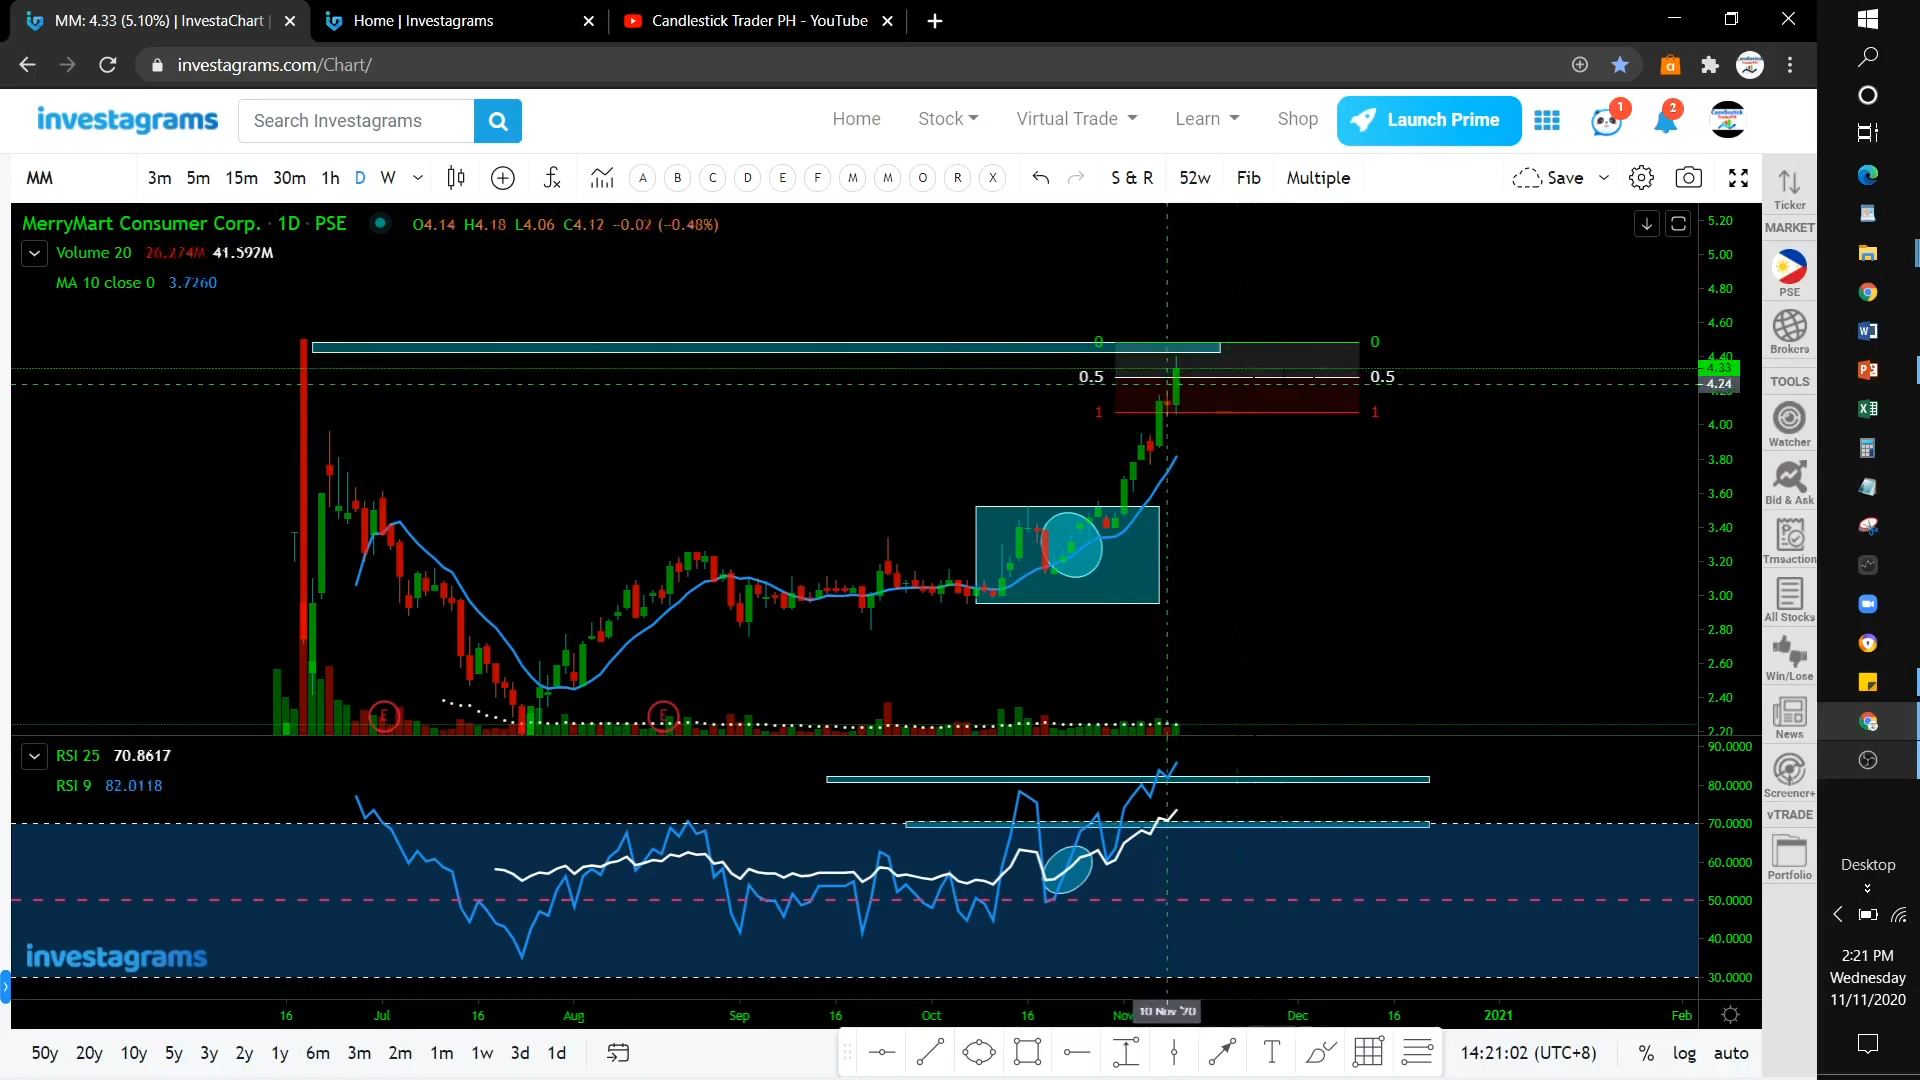 MM: 4.33 (5.10%) | InvestaChart |
Home | Investagrams
Candlestick Trader PH - YouTube
investagrams.com/Chart/
investagrams
Search Investagrams
Home
Stock
Virtual Trade
Learn
Shop
Launch Prime
1
2
MM
3m 5m 15m 30m 1h D W
A B C D E F M M O R X
S & R 52w Fib Multiple
Save
Ticker
MARKET
PSE
Brokers
TOOLS
Watcher
Bid & Ask
Trnsaction
All Stocks
Win/Lose
News
Screener+
vTRADE
Portfolio
MerryMart Consumer Corp. · 1D · PSE
O4.14 H4.18 L4.06 C4.12 -0.02 (-0.48%)
Volume 20 26.274M 41.592M
MA 10 close 0 3.7260
0 0
0.5 0.5
1 1
5.20
5.00
4.80
4.60
4.40
4.33
4.24
4.00
3.80
3.60
3.40
3.20
3.00
2.80
2.60
2.40
2.20
E E
RSI 25 70.8617
RSI 9 82.0118
90.0000
80.0000
70.0000
60.0000
50.0000
40.0000
30.0000
investagrams
16 Jul 16 Aug Sep 16 Oct 16 Nov 10 Nov '20 Dec 16 2021 Feb
50y 20y 10y 5y 3y 2y 1y 6m 3m 2m 1m 1w 3d 1d
14:21:02 (UTC+8)
% log auto
Desktop
2:21 PM
Wednesday
11/11/2020